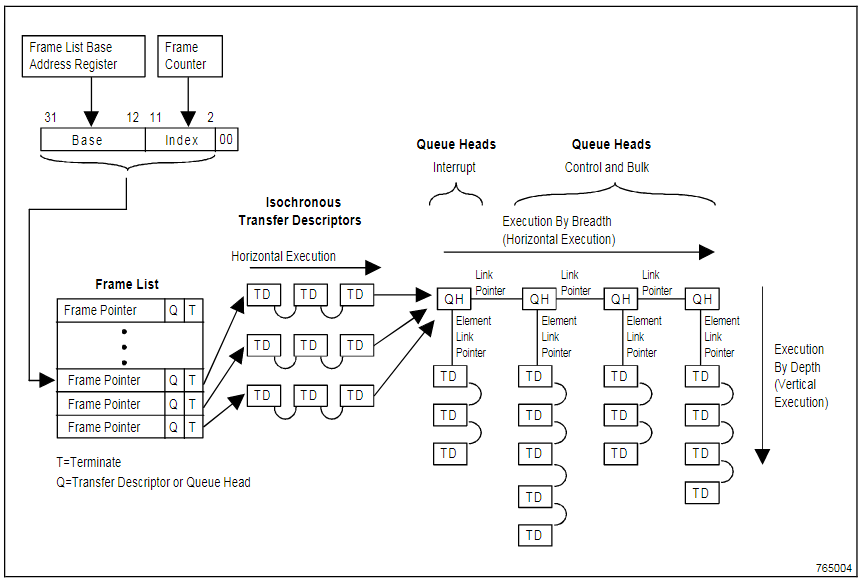 Frame List Base
Address Register
Frame
Counter
31 12 11 2
Base Index 00
Queue Heads
Interrupt
Queue Heads
Control and Bulk
Isochronous
Transfer Descriptors
Execution By Breadth
(Horizontal Execution)
Horizontal Execution
Link
Pointer
Link
Pointer
Link
Pointer
Frame List
Frame Pointer Q T
Frame Pointer Q T
Frame Pointer Q T
Frame Pointer Q T
TD TD TD
TD TD TD
TD TD TD
QH QH QH QH
Element
Link
Pointer
Element
Link
Pointer
Element
Link
Pointer
Element
Link
Pointer
TD TD TD TD
TD TD TD TD
TD TD TD TD
TD TD
TD
Execution
By Depth
(Vertical
Execution)
T=Terminate
Q=Transfer Descriptor or Queue Head
765004